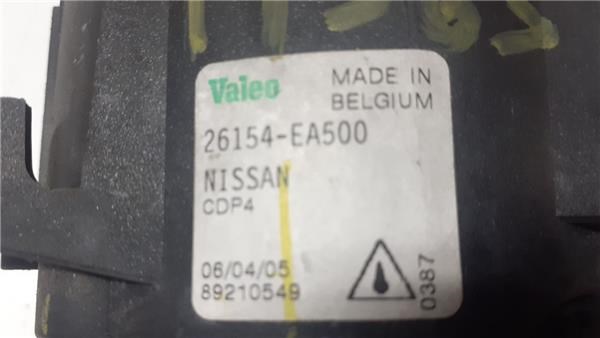 Valeo
MADE IN
BELGIUM
26154-EA500
NISSAN
CDP4
06/04/05
89210549
0387